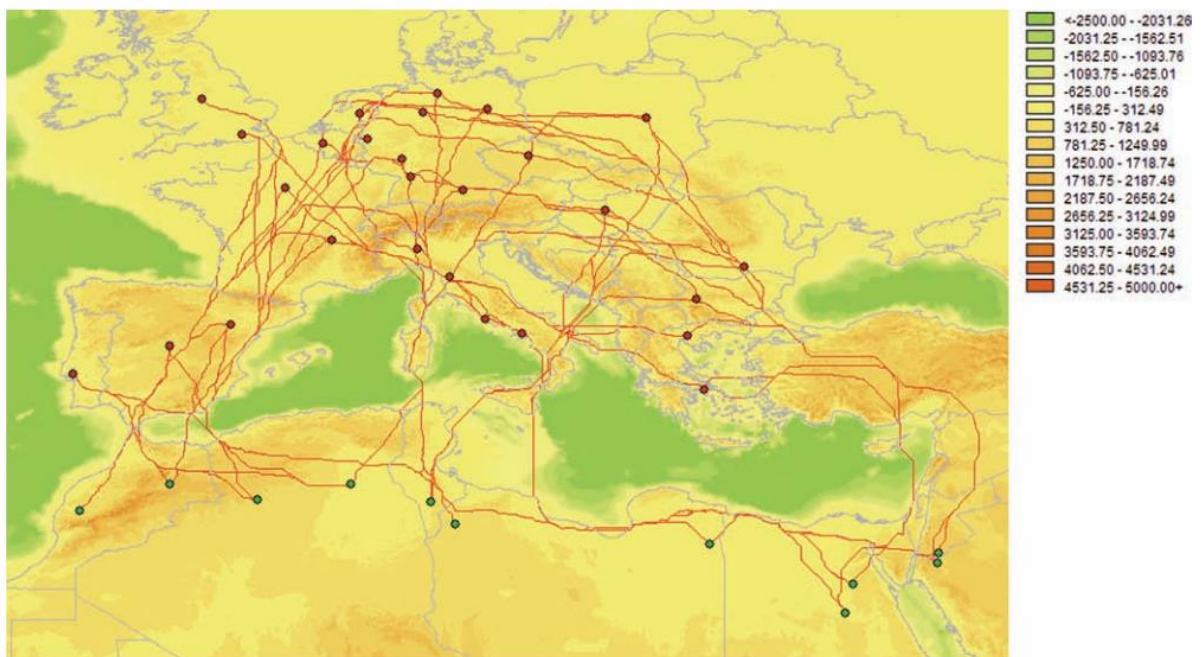 <-2500.00 - -2031.26
-2031.25 - -1562.51
-1562.50 - -1093.76
-1093.75 - -625.01
-625.00 - -156.26
-156.25 - 312.49
312.50 - 781.24
781.25 - 1249.99
1250.00 - 1718.74
1718.75 - 2187.49
2187.50 - 2656.24
2656.25 - 3124.99
3125.00 - 3593.74
3593.75 - 4062.49
4062.50 - 4531.24
4531.25 - 5000.00+